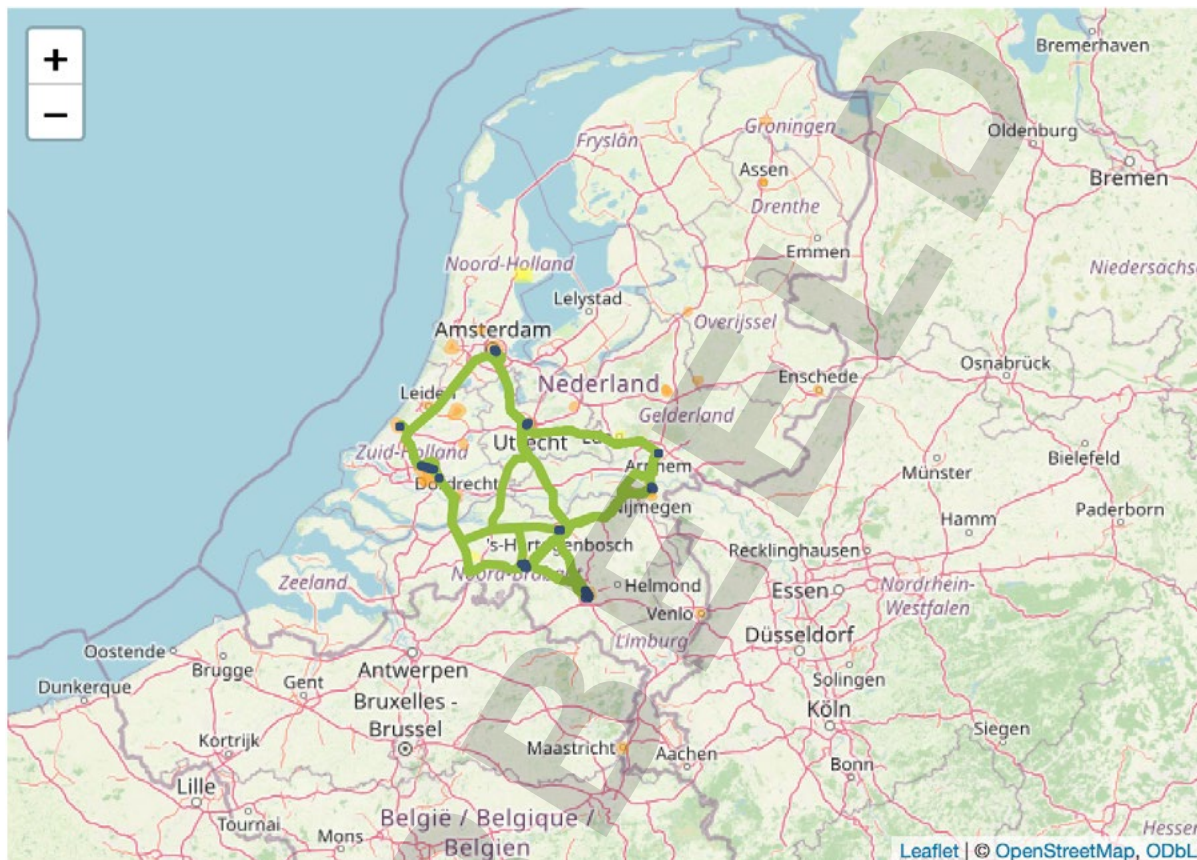 +
Bremerhaven
Groningen
Oldenburg
Fryslân
Assen
Bremen
Drenthe
Emmen
Noord-Holland
Niedersachse
Lelystad
Overijssel
Amsterdam
Osnabrück
Nederland
Enschede
Leiden
Gelderland
Utrecht
Zuid-Holland
Bielefeld
Arnhem
Münster
Dordrecht
Nijmegen
Paderborn
Hamm
's-Hertogenbosch
Recklinghausen
Noord-Brabant
Zeeland
Helmond
Essen
Nordrhein-
Westfalen
Venlo
Limburg
Düsseldorf
Oostende
Brugge
Antwerpen
Solingen
Dunkerque
Gent
Bruxelles -
Brussel
Köln
Siegen
Kortrijk
Maastricht
Aachen
Bonn
Lille
Tournai
België / Belgique /
Belgien
Mons
Hessen
Leaflet | © OpenStreetMap, ODbL
BEELD